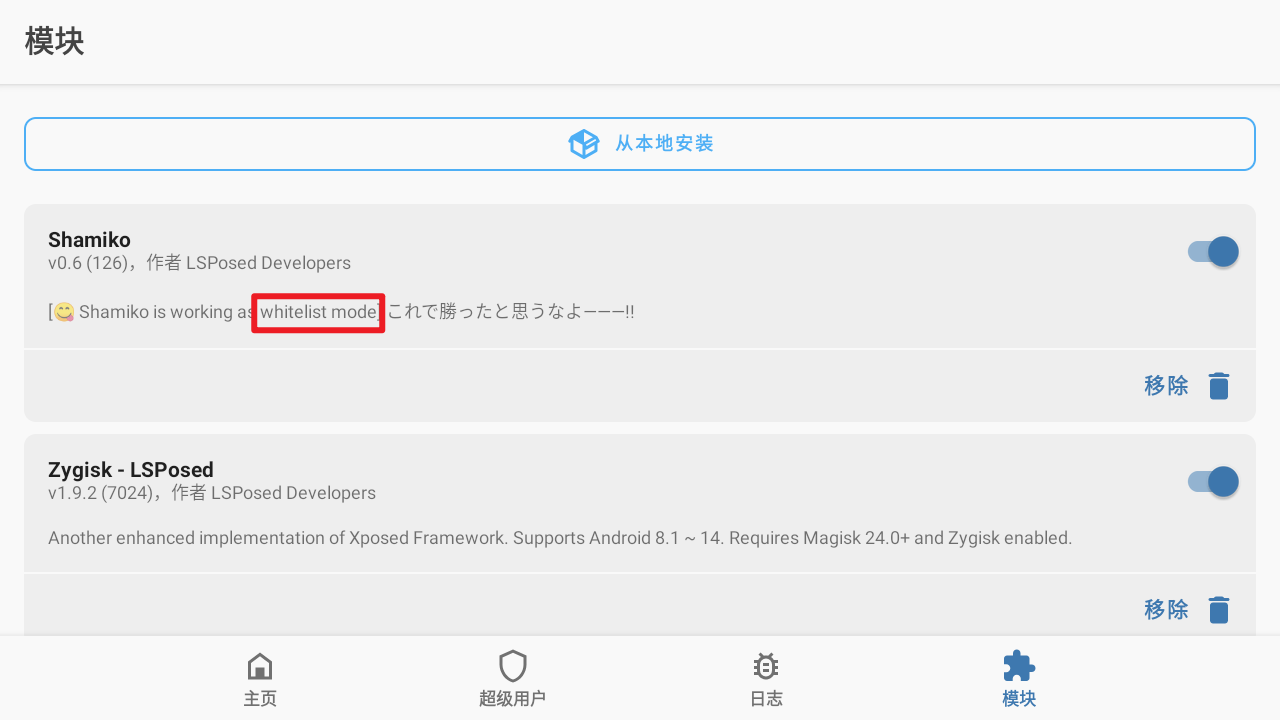 模块
从本地安装
Shamiko
v0.6 (126)，作者 LSPosed Developers
[😋 Shamiko is working as whitelist mode] これで勝ったと思うなよ―――!!
移除
Zygisk - LSPosed
v1.9.2 (7024)，作者 LSPosed Developers
Another enhanced implementation of Xposed Framework. Supports Android 8.1 ~ 14. Requires Magisk 24.0+ and Zygisk enabled.
移除
主页
超级用户
日志
模块